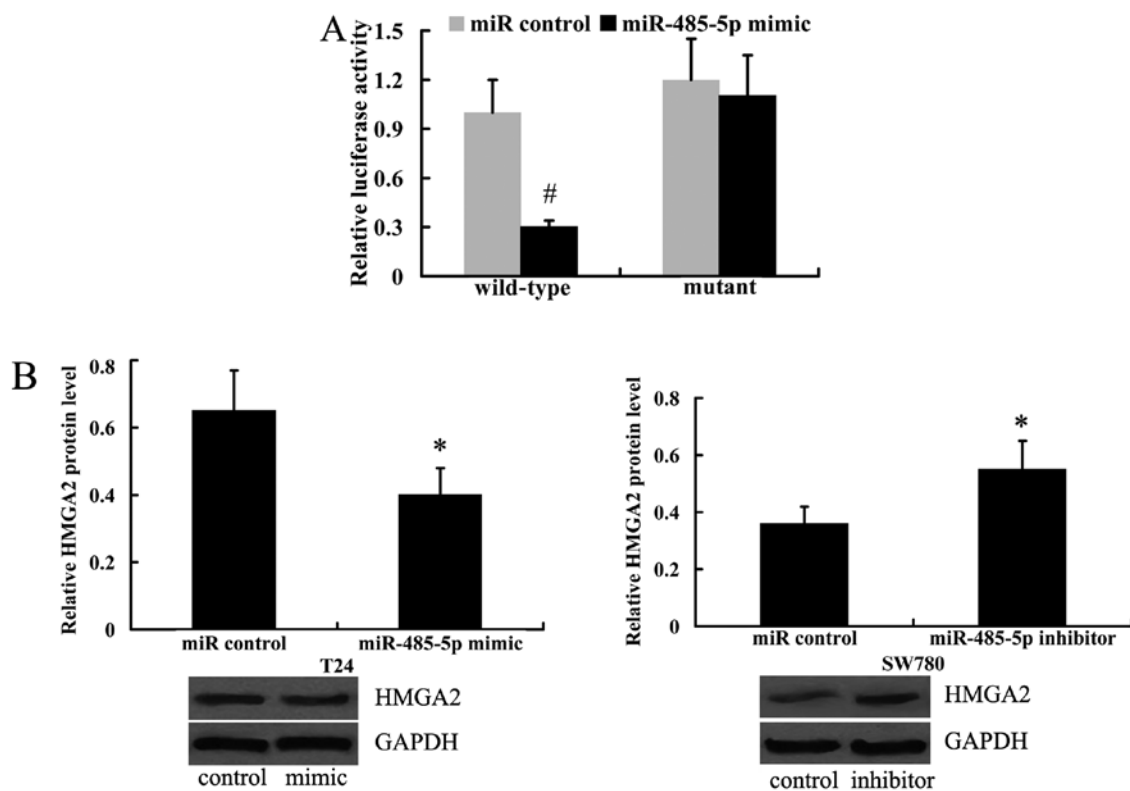 A
miR control miR-485-5p mimic
Relative luciferase activity
1.5
1.2
0.9
0.6
0.3
0
#
wild-type mutant
B
Relative HMGA2 protein level
0.8
0.6
0.4
0.2
0
*
miR control miR-485-5p mimic
T24
HMGA2
GAPDH
control mimic
Relative HMGA2 protein level
0.8
0.6
0.4
0.2
0
*
miR control miR-485-5p inhibitor
SW780
HMGA2
GAPDH
control inhibitor